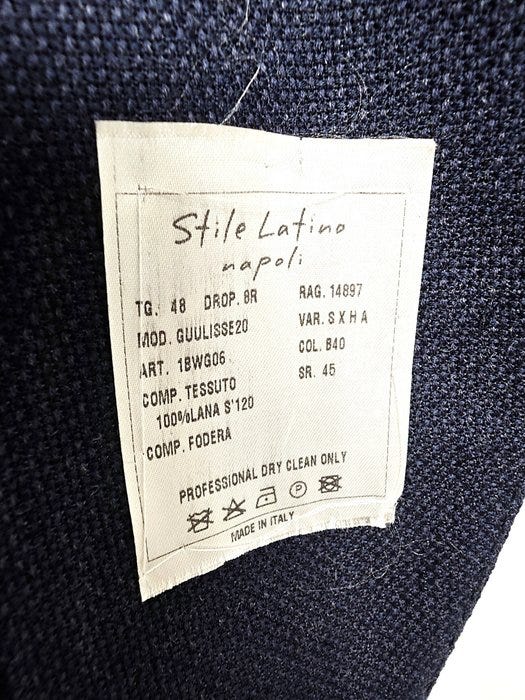 Stile Latino
napoli
TG. 48 DROP. 8R RAG. 14897
MOD. GUULISSE20 VAR. S X H A
ART. 1BWG06 COL. B40
COMP. TESSUTO SR. 45
100%LANA S'120
COMP. FODERA
PROFESSIONAL DRY CLEAN ONLY
P
MADE IN ITALY